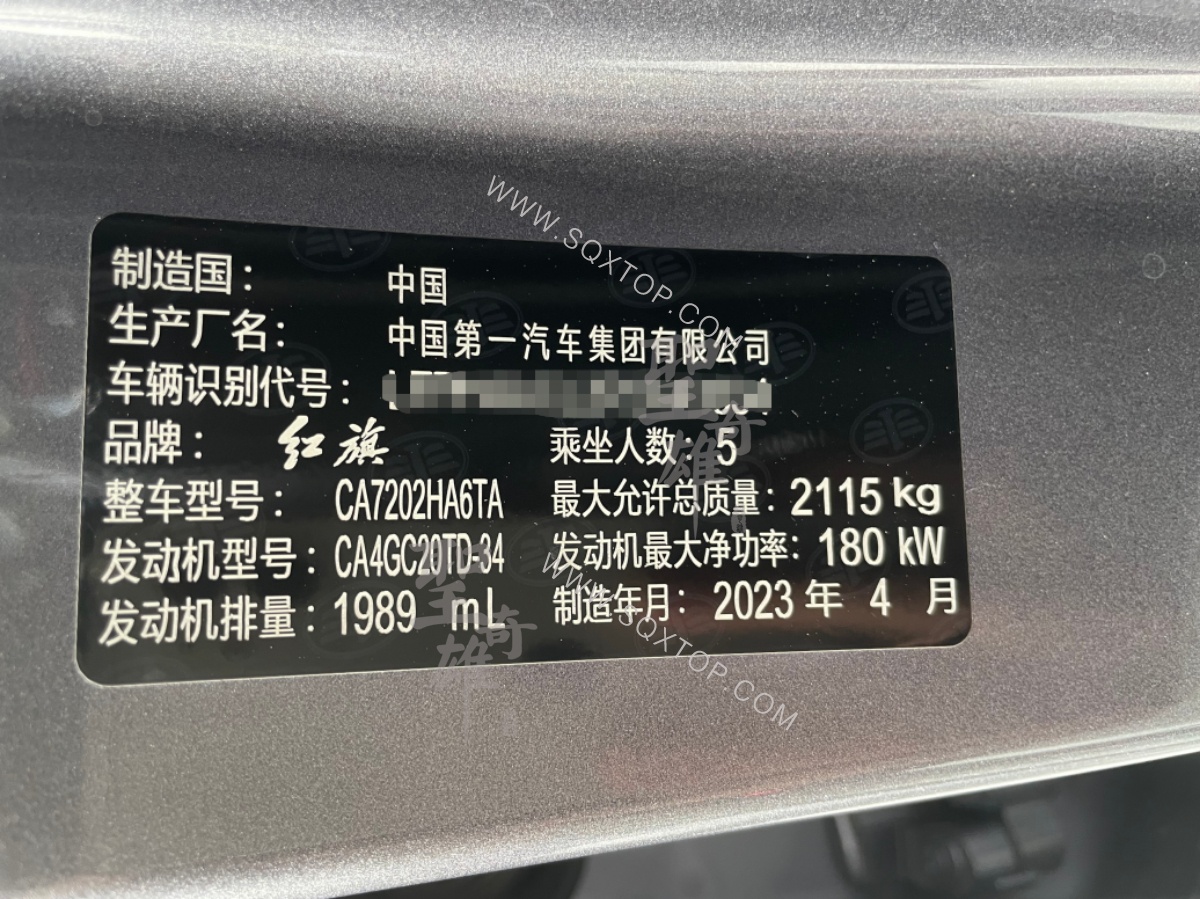 WWW.SQXTOP.COM
制造国： 中国
生产厂名： 中国第一汽车集团有限公司
车辆识别代号：
品牌： 红旗 乘坐人数：5
整车型号： CA7202HA6TA 最大允许总质量：2115 kg
发动机型号：CA4GC20TD-34 发动机最大净功率：180 kW
发动机排量：1989 mL 制造年月：2023 年 4 月
WWW.SQXTOP.COM